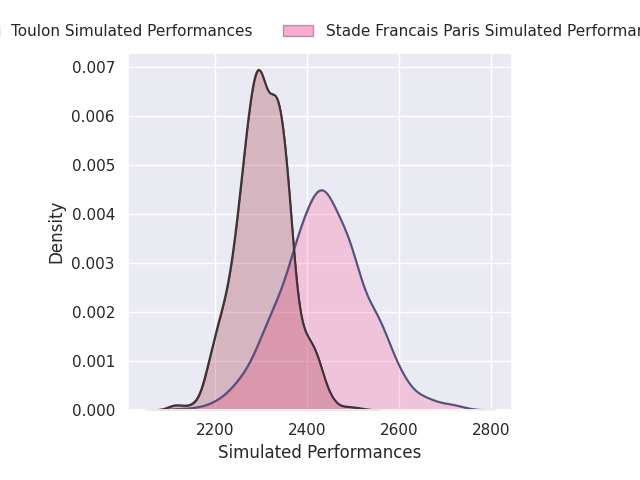 Toulon Simulated Performances Stade Francais Paris Simulated
0.007
0.006
0.005
0.004
0.003
0.002
0.001
0.000
Density
2200 2400 2600 2800
Simulated Performances